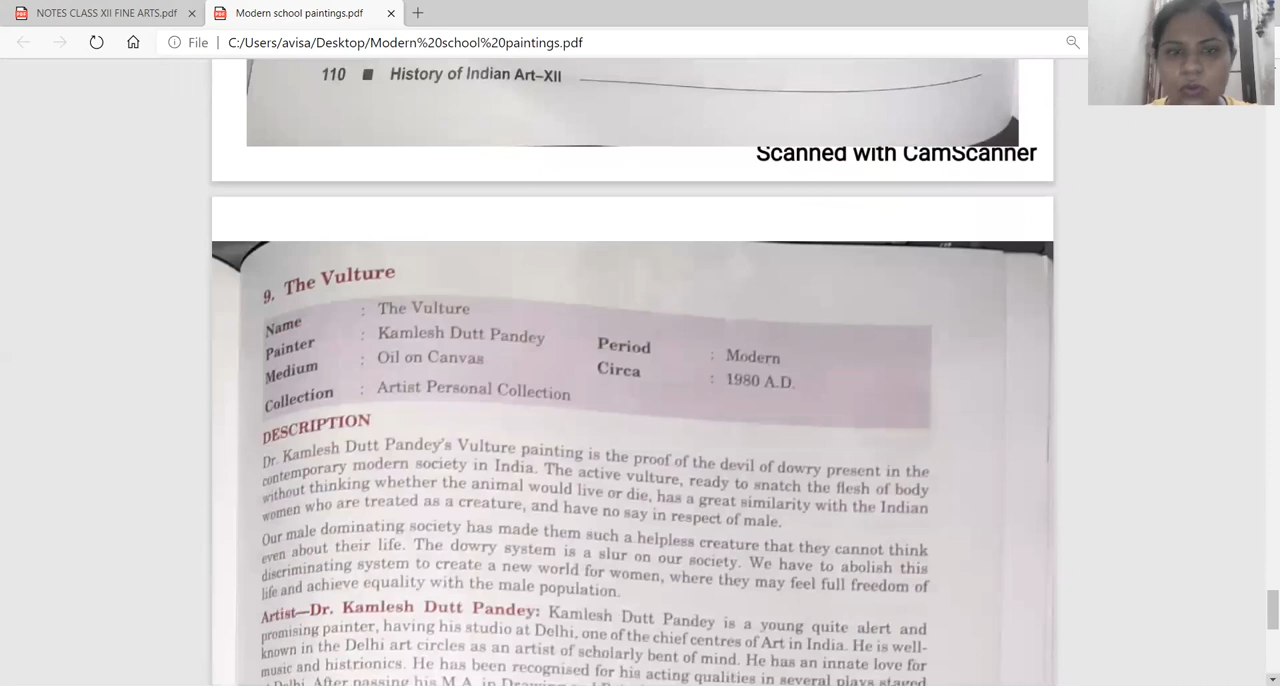 NOTES CLASS XII FINE ARTS.pdf
Modern school paintings.pdf
File
C:/Users/avisa/Desktop/Modern%20school%20paintings.pdf
110 ■ History of Indian Art–XII
Scanned with CamScanner
9. The Vulture
Name : The Vulture
Painter : Kamlesh Dutt Pandey
Medium : Oil on Canvas
Collection : Artist Personal Collection
Period : Modern
Circa : 1980 A.D.
DESCRIPTION
Dr. Kamlesh Dutt Pandey's Vulture painting is the proof of the devil of dowry present in the
contemporary modern society in India. The active vulture, ready to snatch the flesh of body
without thinking whether the animal would live or die, has a great similarity with the Indian
women who are treated as a creature, and have no say in respect of male.
Our male dominating society has made them such a helpless creature that they cannot think
even about their life. The dowry system is a slur on our society. We have to abolish this
discriminating system to create a new world for women, where they may feel full freedom of
life and achieve equality with the male population.
Artist—Dr. Kamlesh Dutt Pandey: Kamlesh Dutt Pandey is a young quite alert and
promising painter, having his studio at Delhi, one of the chief centres of Art in India. He is well-
known in the Delhi art circles as an artist of scholarly bent of mind. He has an innate love for
music and histrionics. He has been recognised for his acting qualities in several plays staged
Delhi. After passing his M.A. in